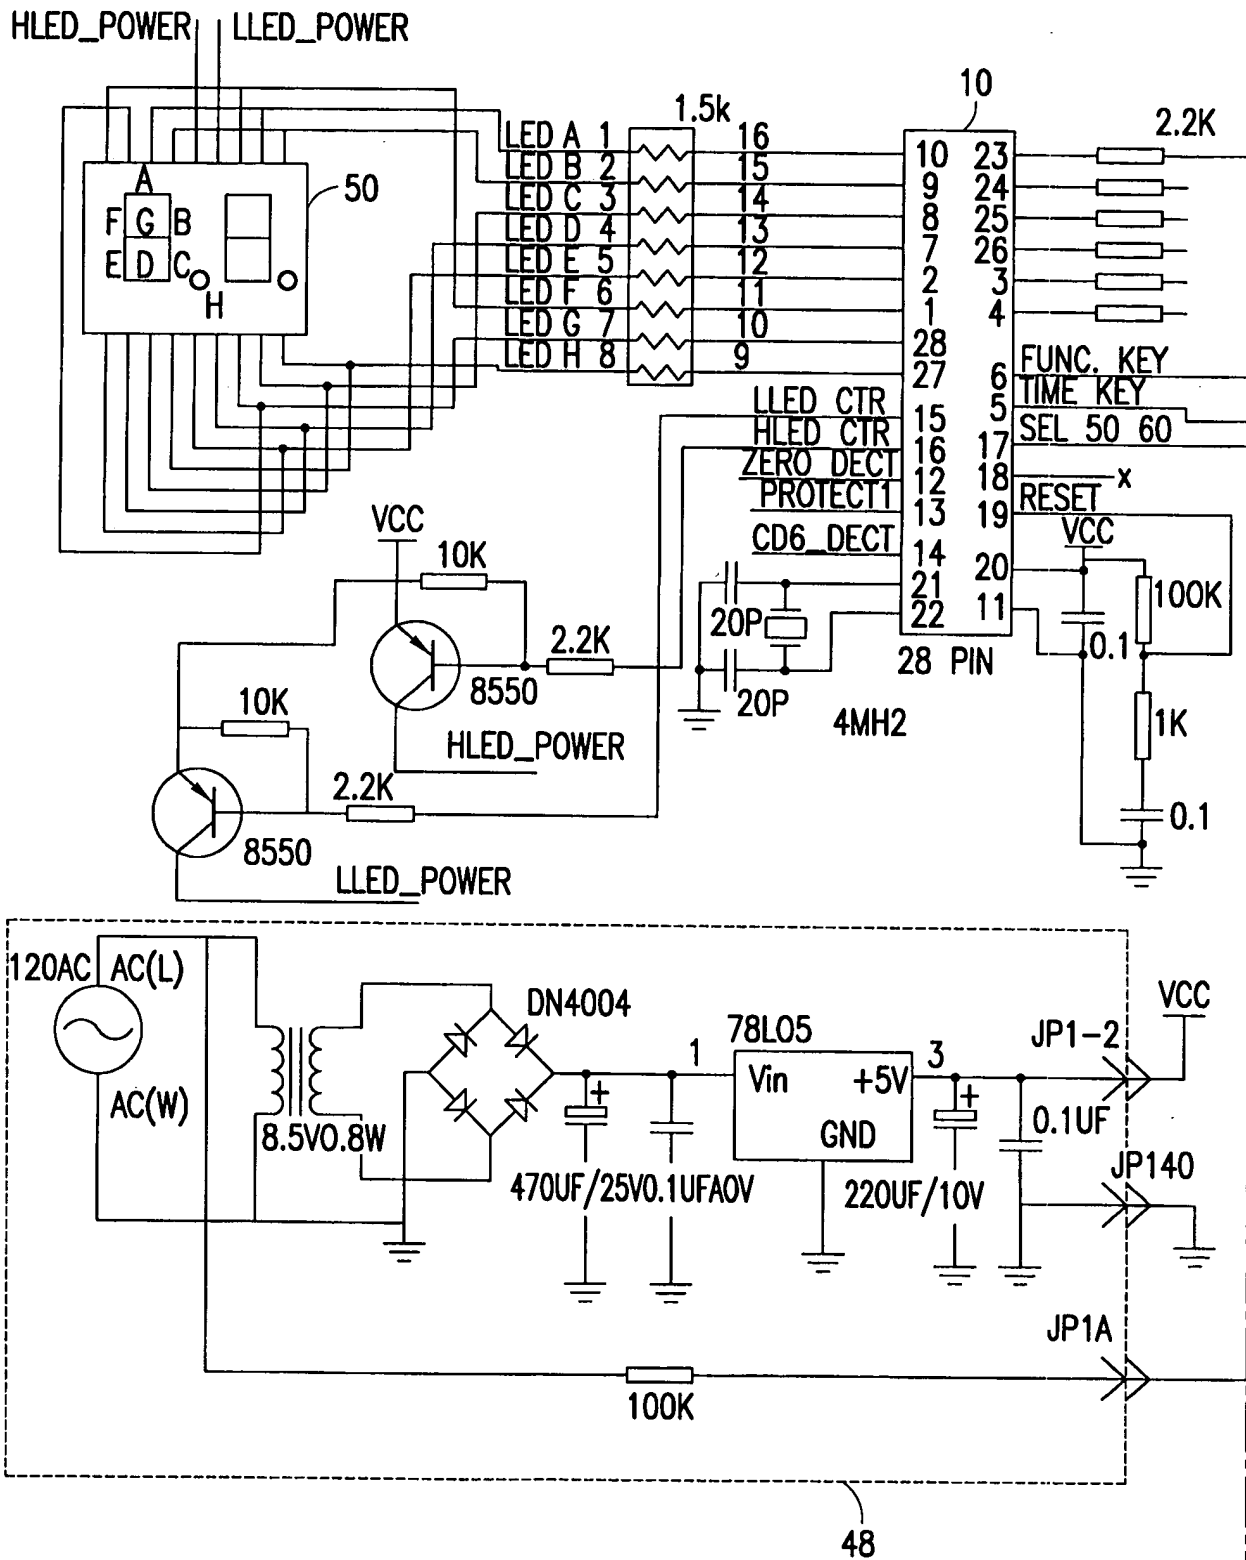 HLED_POWER LLED_POWER
10
1.5k
2.2K
LED A 1 16 10 23
LED B 2 15 9 24
LED C 3 14 8 25
LED D 4 13 7 26
LED E 5 12 2 3
LED F 6 11 1 4
LED G 7 10 28
LED H 8 9 27
A
F G B
E D C
H
50
6 FUNC. KEY
5 TIME KEY
17 SEL 50 60
18 x
19 RESET
LLED CTR 15
HLED CTR 16
ZERO DECT 12
PROTECT1 13
CD6_DECT 14
VCC
20
11
21
22
28 PIN
20P
20P
4MH2
0.1
100K
1K
0.1
VCC
10K
2.2K
8550
HLED_POWER
10K
2.2K
8550
LLED_POWER
120AC AC(L)
AC(W)
8.5V0.8W
DN4004
470UF/25V0.1UFA0V
78L05
1 Vin +5V 3
GND
220UF/10V
0.1UF
JP1-2
VCC
JP140
JP1A
100K
48